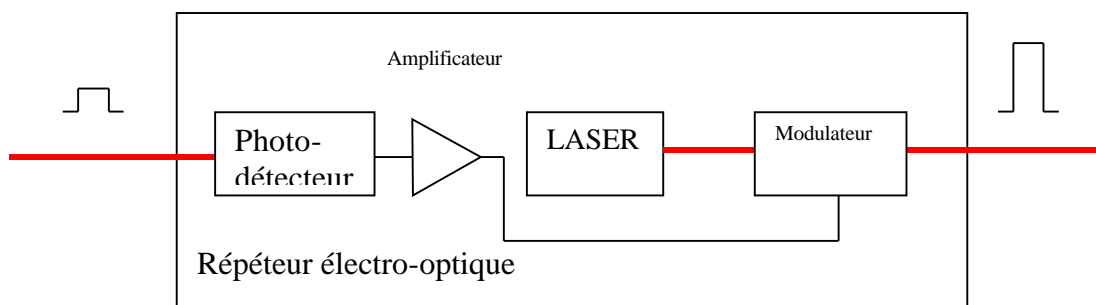 Amplificateur
Photo-
détecteur
LASER
Modulateur
Répéteur électro-optique